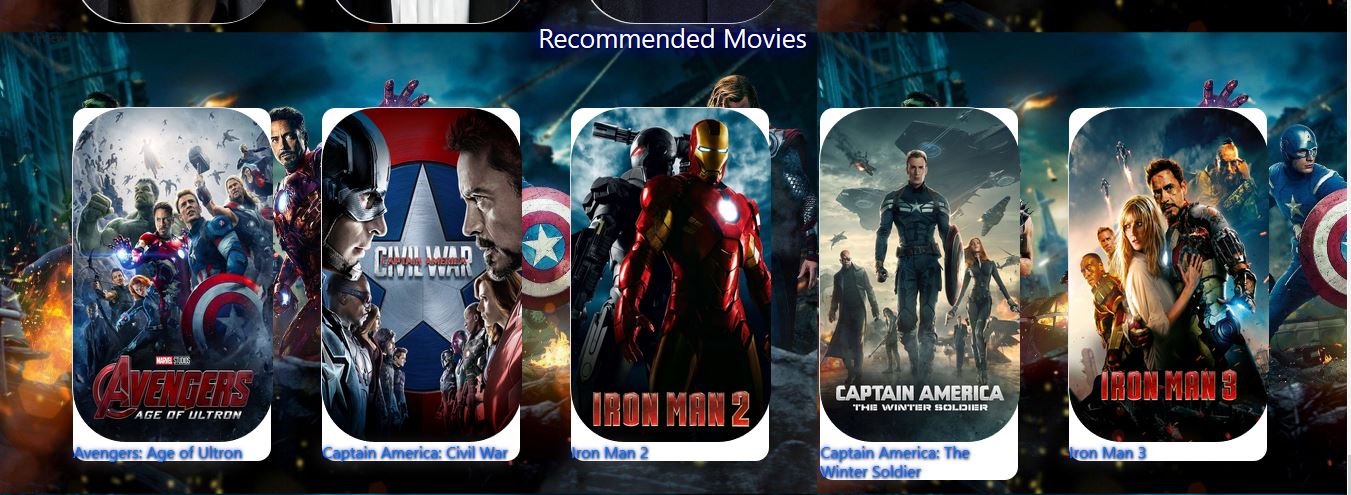 Recommended Movies
MARVEL STUDIOS
AVENGERS
AGE OF ULTRON
CAPTAIN AMERICA
CIVIL WAR
IRON MAN 2
CAPTAIN AMERICA
THE WINTER SOLDIER
IRON MAN 3
Avengers: Age of Ultron
Captain America: Civil War
Iron Man 2
Captain America: The
Winter Soldier
Iron Man 3